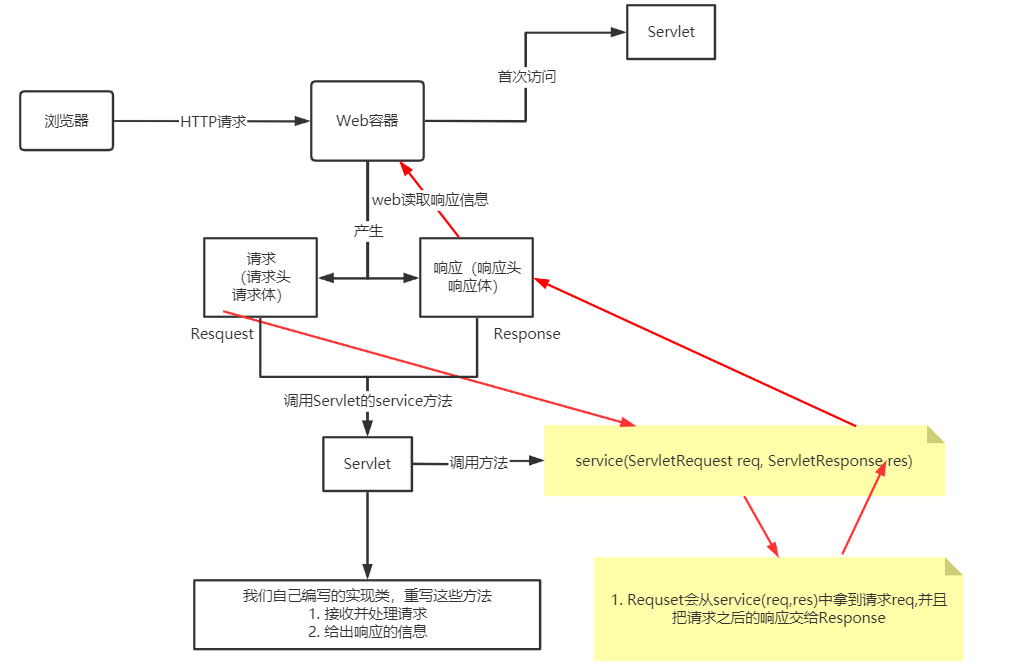 Servlet
首次访问
浏览器
HTTP请求
Web容器
web读取响应信息
产生
请求
（请求头
请求体）
响应（响应头
响应体）
Resquest
Response
调用Servlet的service方法
Servlet
调用方法
service(ServletRequest req, ServletResponse res)
我们自己编写的实现类，重写这些方法
1. 接收并处理请求
2. 给出响应的信息
1. Requset会从service(req,res)中拿到请求req,并且
把请求之后的响应交给Response